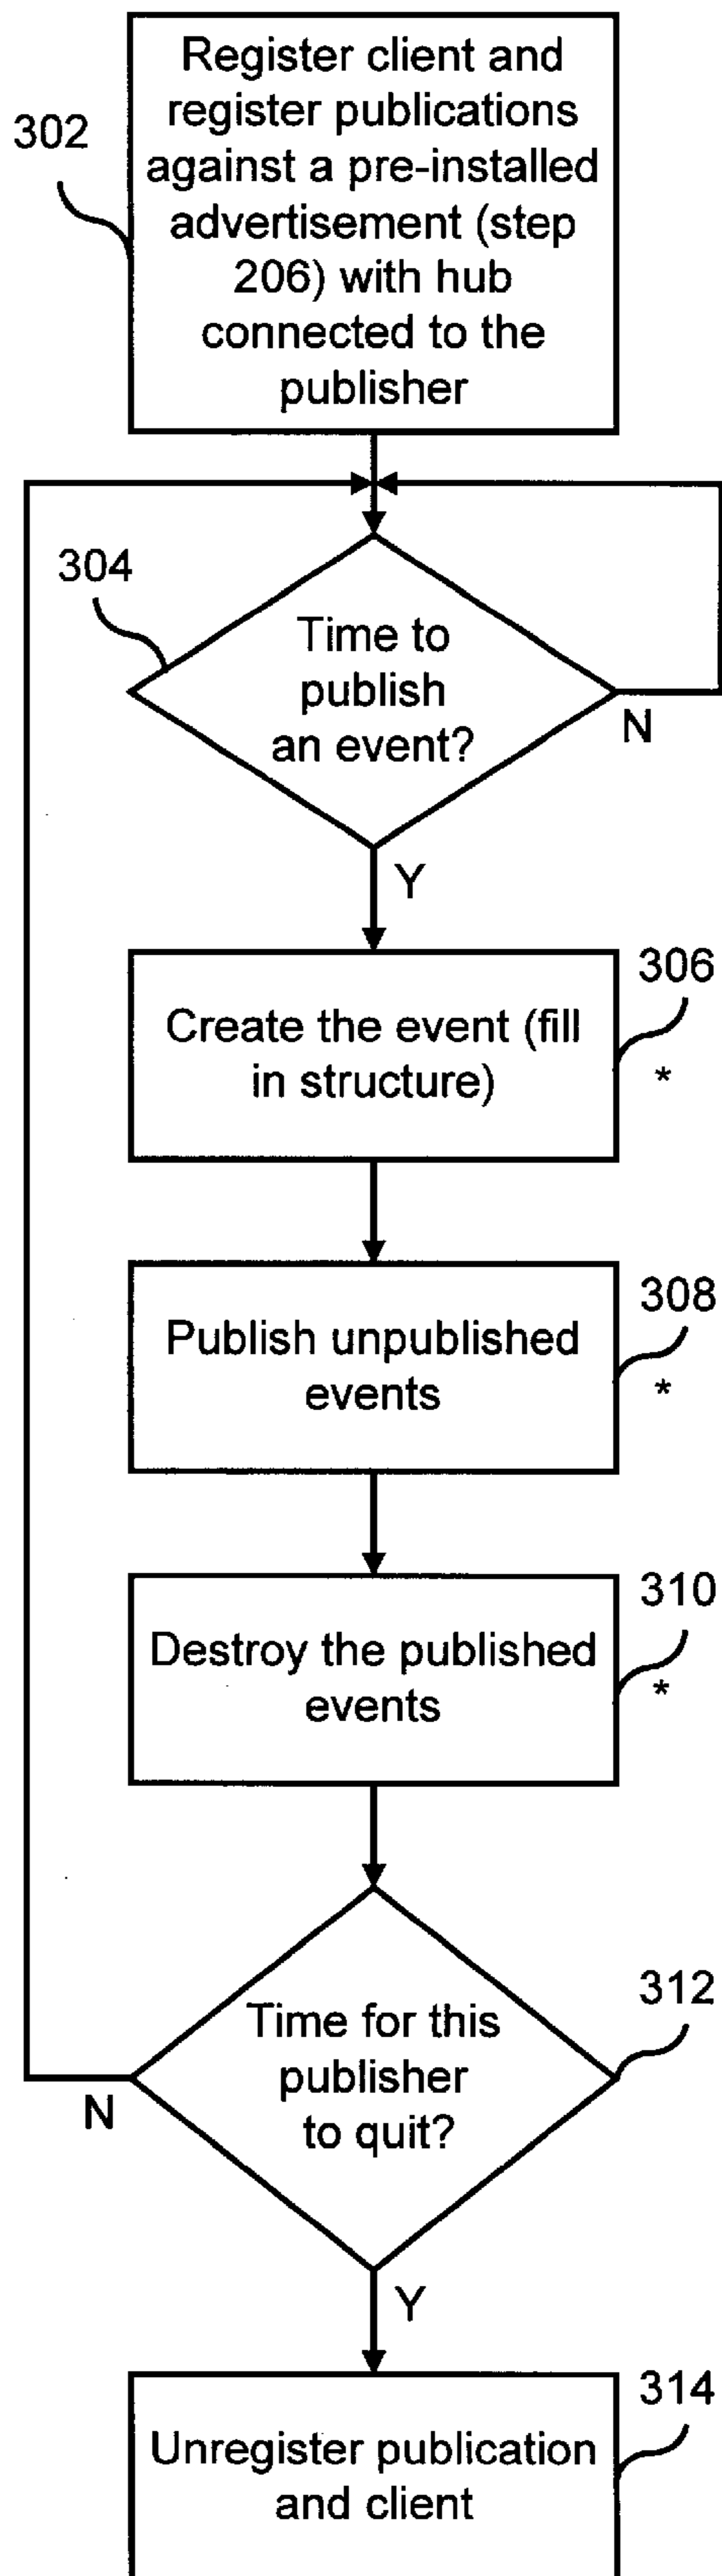 Register client and
register publications
302
against a pre-installed
advertisement (step
206) with hub
connected to the
publisher
304
Time to
publish
an event?
N
Y
306
Create the event (fill
in structure)
*
308
Publish unpublished
events
*
310
Destroy the published
events
*
312
Time for this
publisher
to quit?
N
Y
314
Unregister publication
and client